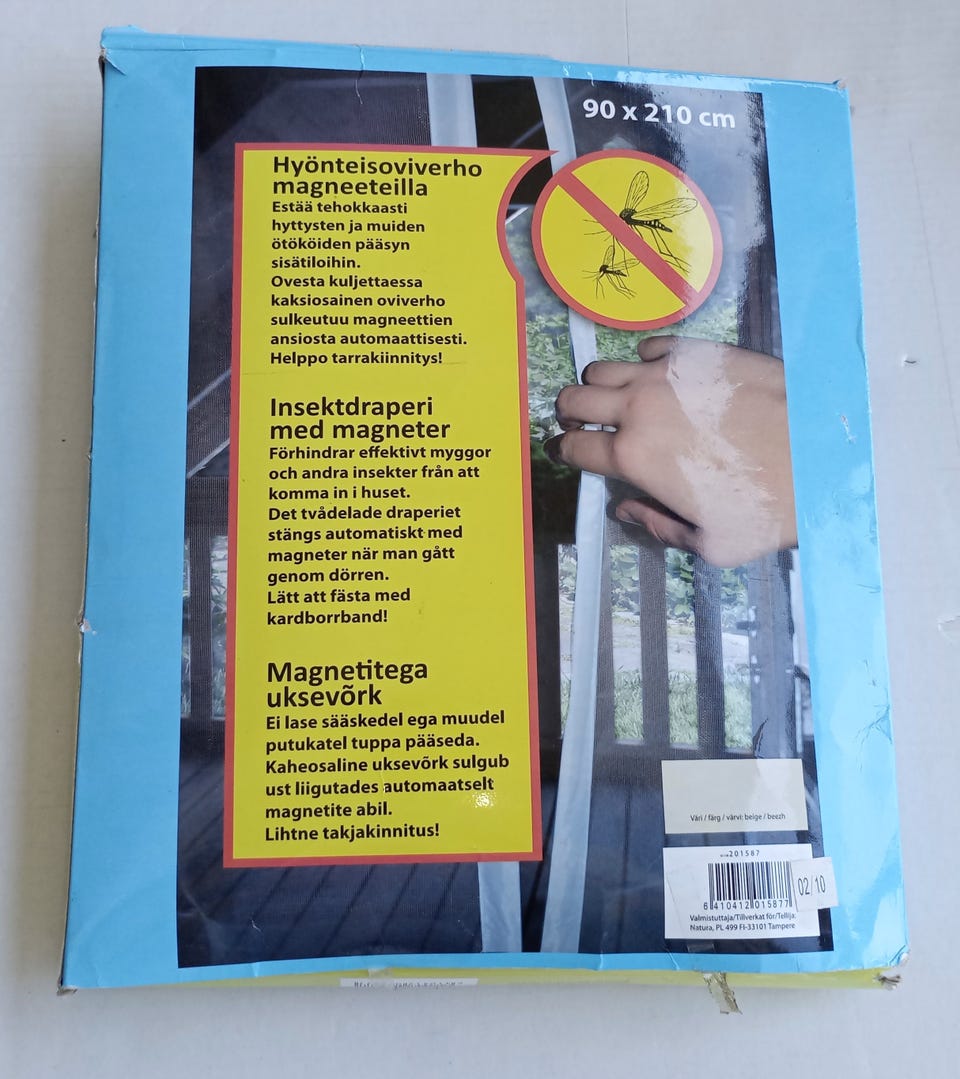 90 x 210 cm
Hyönteisoviverho
magneeteilla
Estää tehokkaasti
hyttysten ja muiden
ötököiden pääsyn
sisätiloihin.
Ovesta kuljettaessa
kaksiosainen oviverho
sulkeutuu magneettien
ansiosta automaattisesti.
Helppo tarrakiinnitys!
Insektdraperi
med magneter
Förhindrar effektivt myggor
och andra insekter från att
komma in i huset.
Det tvådelade draperiet
stängs automatiskt med
magneter när man gått
genom dörren.
Lätt att fästa med
kardborrband!
Magnetitega
uksevõrk
Ei lase sääskedel ega muudel
putukatel tuppa pääseda.
Kaheosaline uksevõrk sulgub
ust liigutades automaatselt
magnetite abil.
Lihtne takjakinnitus!
Väri / färg / värvi: beige / beezh
201587
02/10
6 410412 015877
Valmistuttaja/Tillverkat för/Tellija:
Natura, PL 499 FI-33101 Tampere